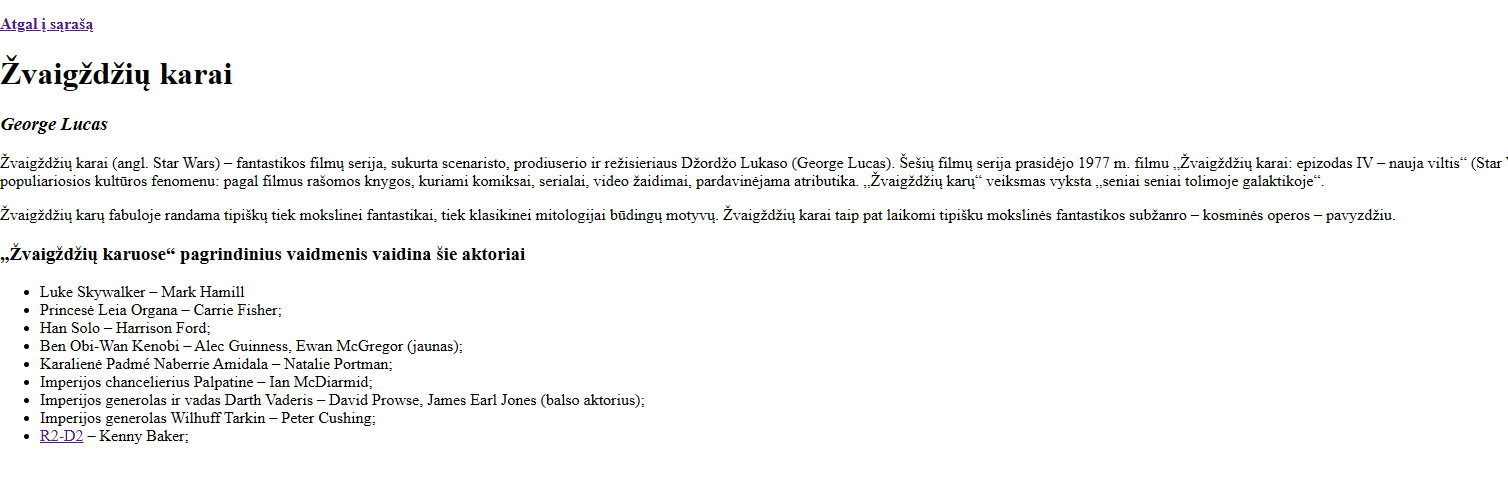 Atgal į sąrašą
Žvaigždžių karai
George Lucas
Žvaigždžių karai (angl. Star Wars) – fantastikos filmų serija, sukurta scenaristo, prodiuserio ir režisieriaus Džordžo Lukaso (George Lucas). Šešių filmų serija prasidėjo 1977 m. filmu „Žvaigždžių karai: epizodas IV – nauja viltis“ (Star
populiariosios kultūros fenomenu: pagal filmus rašomos knygos, kuriami komiksai, serialai, video žaidimai, pardavinėjama atributika. „Žvaigždžių karų“ veiksmas vyksta „seniai seniai tolimoje galaktikoje“.
Žvaigždžių karų fabuloje randama tipiškų tiek mokslinei fantastikai, tiek klasikinei mitologijai būdingų motyvų. Žvaigždžių karai taip pat laikomi tipišku mokslinės fantastikos subžanro – kosminės operos – pavyzdžiu.
„Žvaigždžių karuose“ pagrindinius vaidmenis vaidina šie aktoriai
• Luke Skywalker – Mark Hamill
• Princesė Leia Organa – Carrie Fisher;
• Han Solo – Harrison Ford;
• Ben Obi-Wan Kenobi – Alec Guinness, Ewan McGregor (jaunas);
• Karalienė Padmé Naberrie Amidala – Natalie Portman;
• Imperijos chancelierius Palpatine – Ian McDiarmid;
• Imperijos generolas ir vadas Darth Vaderis – David Prowse, James Earl Jones (balso aktorius);
• Imperijos generolas Wilhuff Tarkin – Peter Cushing;
• R2-D2 – Kenny Baker;